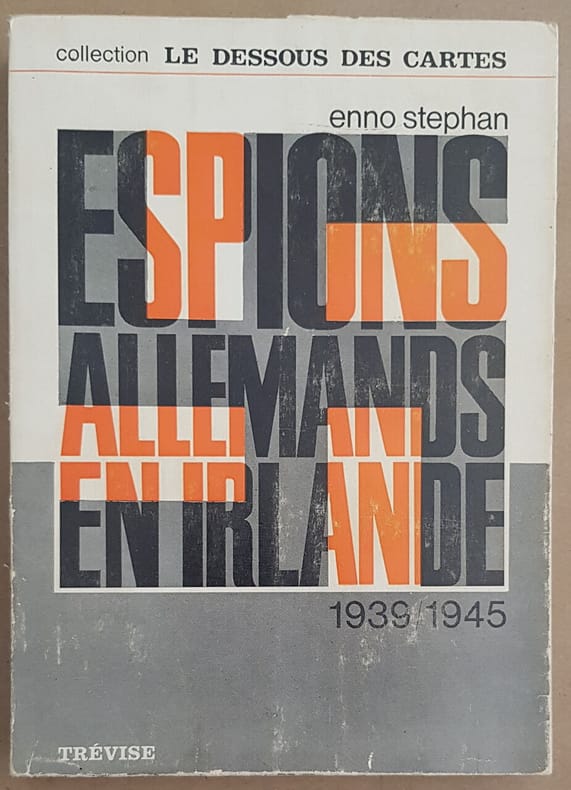 collection LE DESSOUS DES CARTES
enno stephan
ESPIONS
ALLEMANDS
EN IRLANDE
1939/1945
TRÉVISE